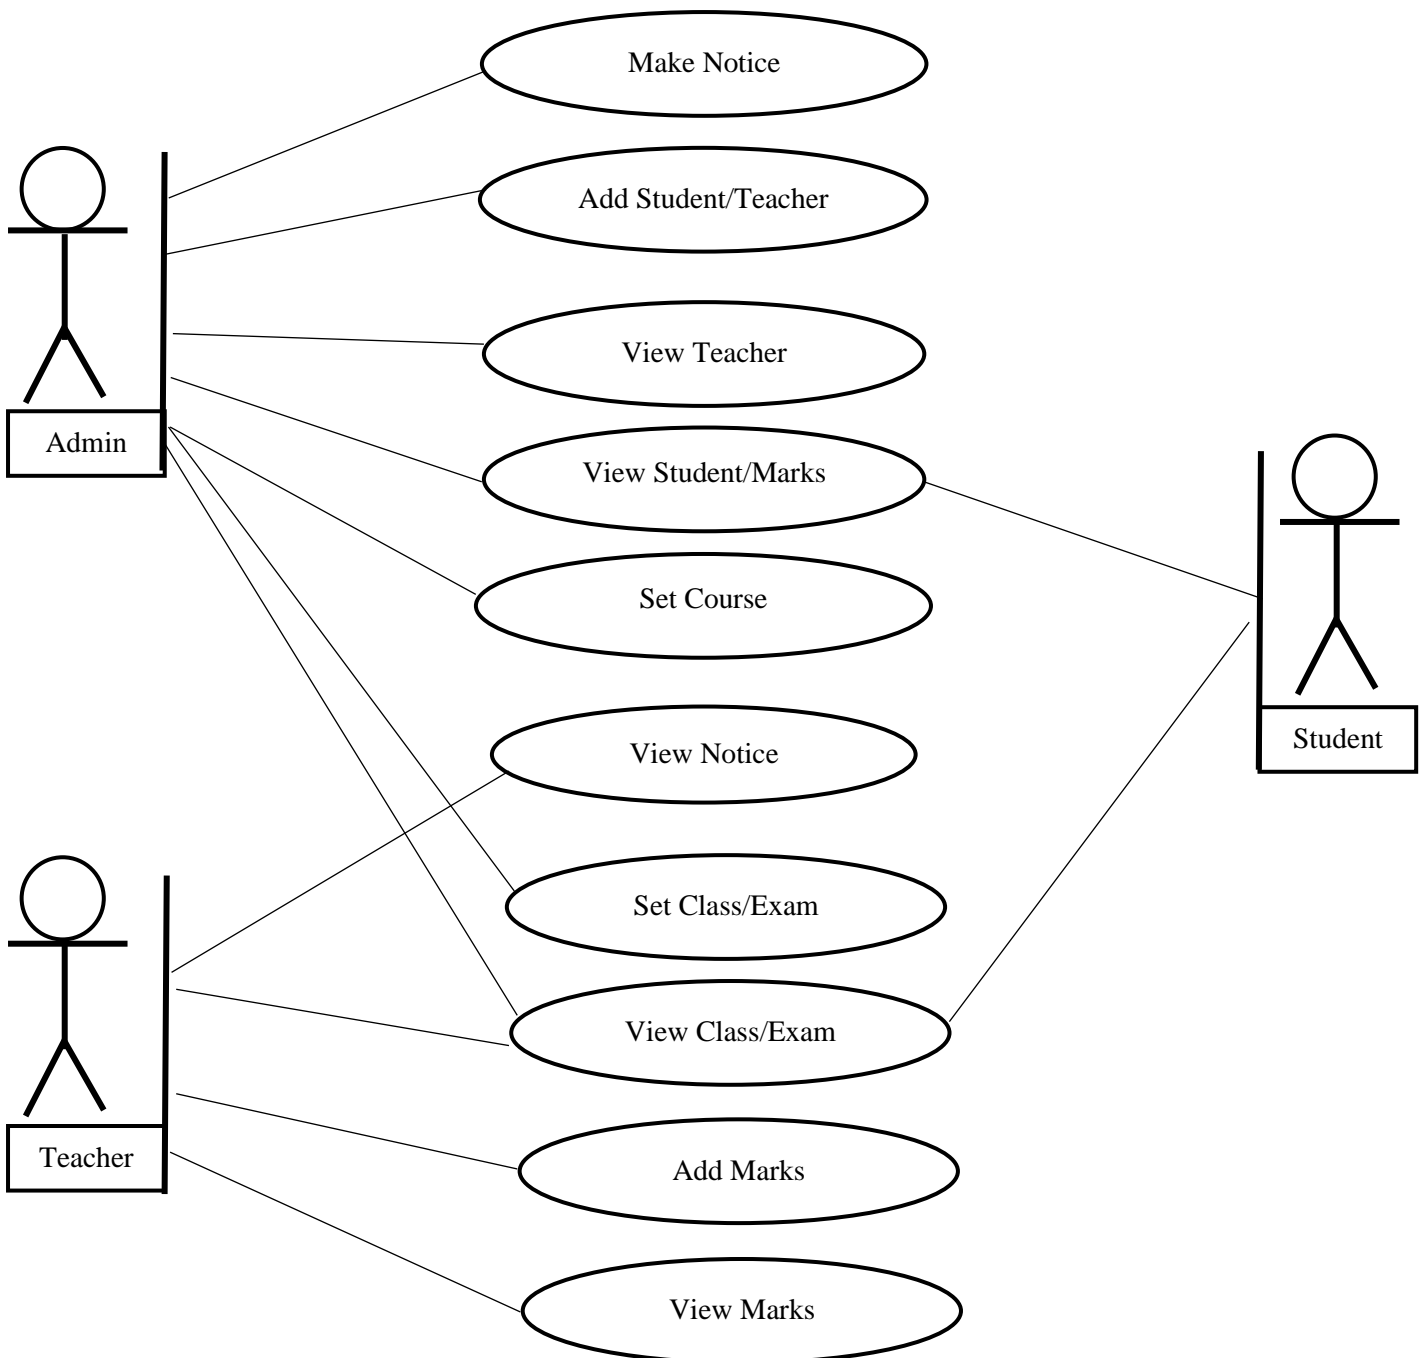 Make Notice
Add Student/Teacher
View Teacher
Admin
View Student/Marks
Set Course
Student
View Notice
Set Class/Exam
View Class/Exam
Teacher
Add Marks
View Marks